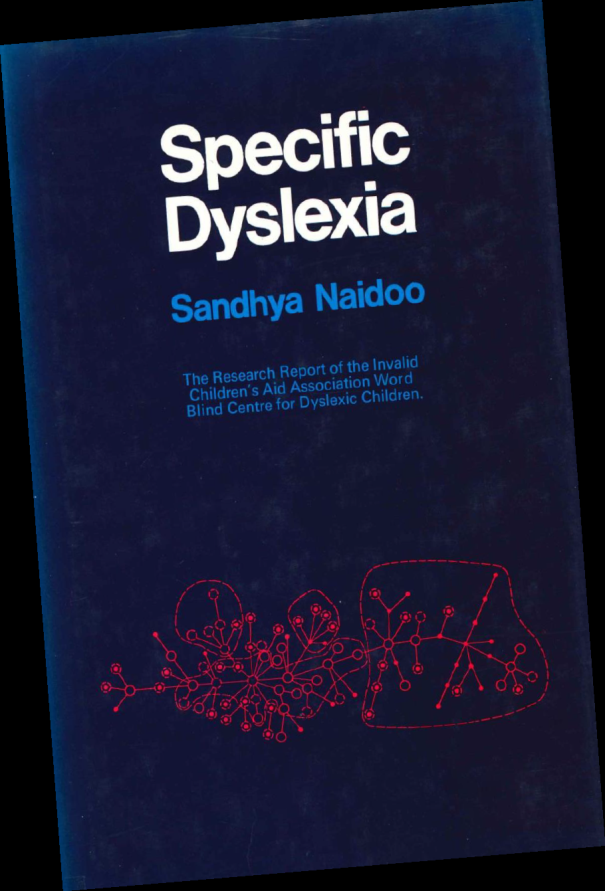 Specific
Dyslexia
Sandhya Naidoo
The Research Report of the Invalid
Children's Aid Association Word
Blind Centre for Dyslexic Children.